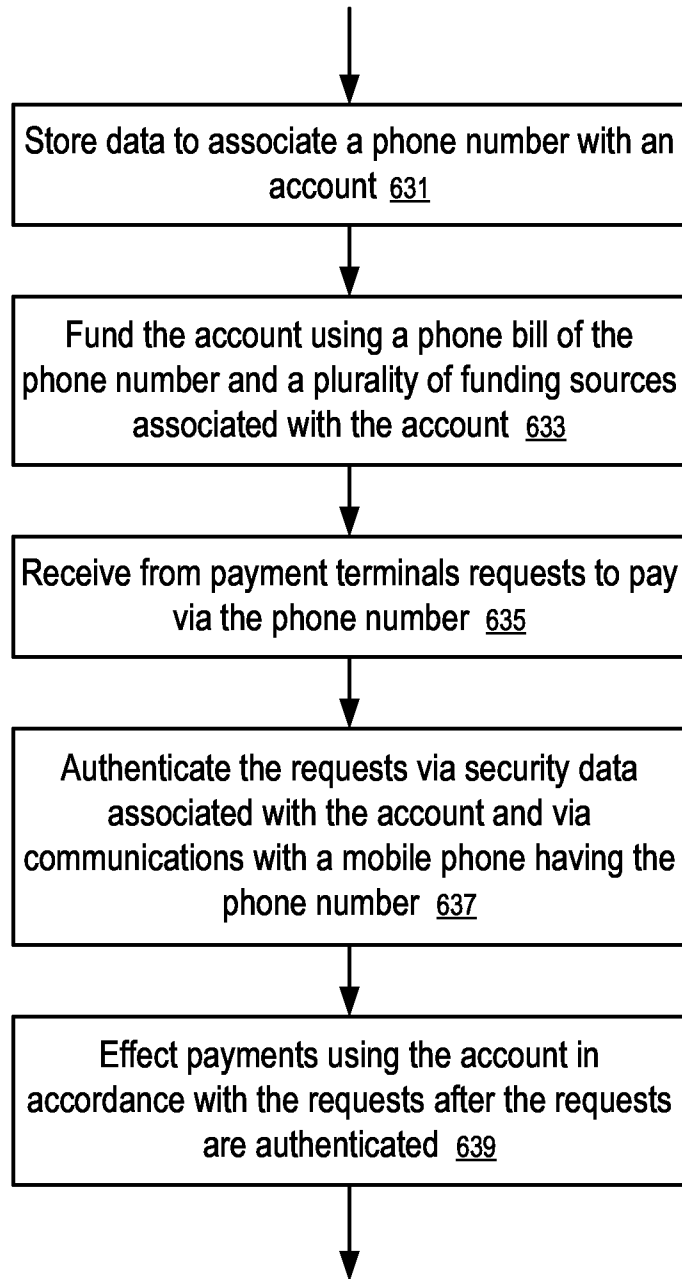 Store data to associate a phone number with an
account 631
Fund the account using a phone bill of the
phone number and a plurality of funding sources
associated with the account 633
Receive from payment terminals requests to pay
via the phone number 635
Authenticate the requests via security data
associated with the account and via
communications with a mobile phone having the
phone number 637
Effect payments using the account in
accordance with the requests after the requests
are authenticated 639